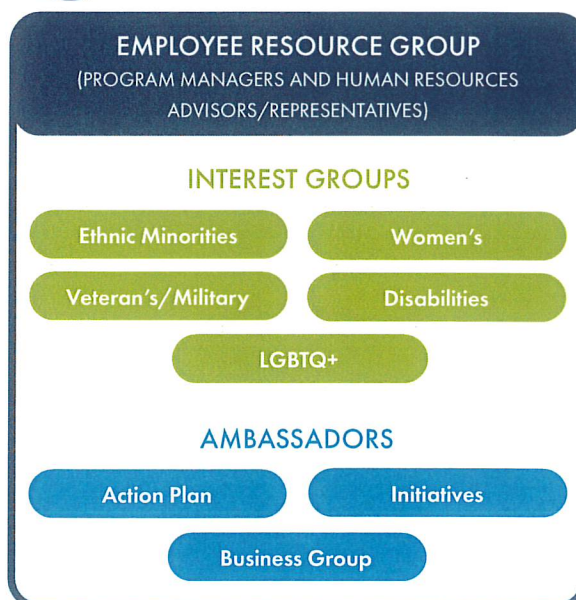 EMPLOYEE RESOURCE GROUP
(PROGRAM MANAGERS AND HUMAN RESOURCES
ADVISORS/REPRESENTATIVES)
INTEREST GROUPS
Ethnic Minorities
Women's
Veteran's/Military
Disabilities
LGBTQ+
AMBASSADORS
Action Plan
Initiatives
Business Group